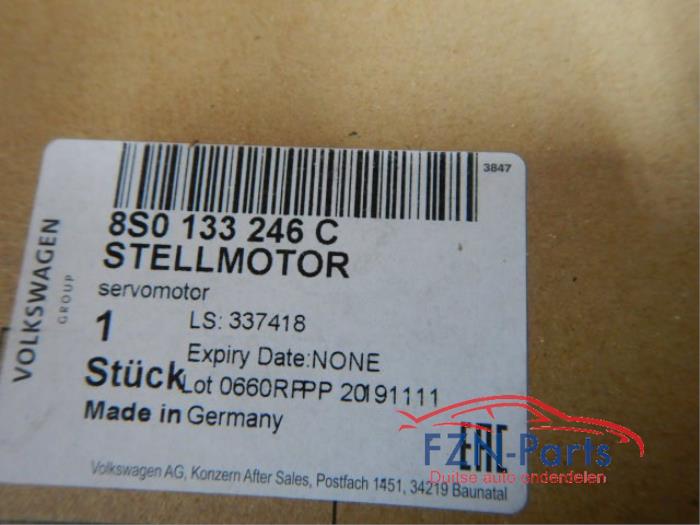 3847
8S0 133 246 C
STELLMOTOR
servomotor
VOLKSWAGEN
GROUP
1 LS: 337418
Expiry Date:NONE
Stück Lot 0660RPPP 20191111
Made in Germany
EAC
Volkswagen AG, Konzern After Sales, Postfach 1451, 34219 Baunatal
FZN-Parts
Duitse auto onderdelen